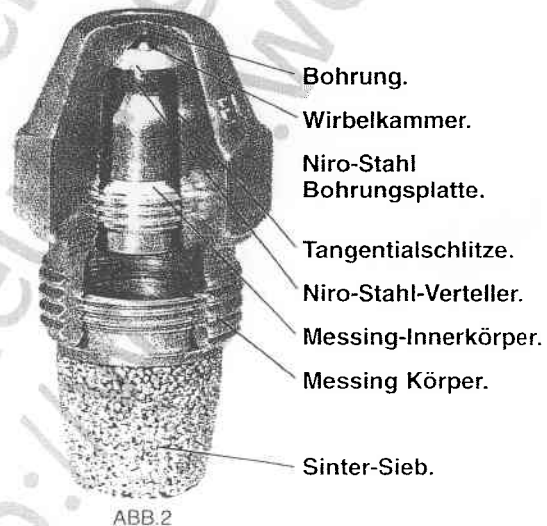 Bohrung.
Wirbelkammer.
Niro-Stahl
Bohrungsplatte.
Tangentialschlitze.
Niro-Stahl-Verteller.
Messing-Innerkörper.
Messing Körper.
Sinter-Sieb.
ABB.2